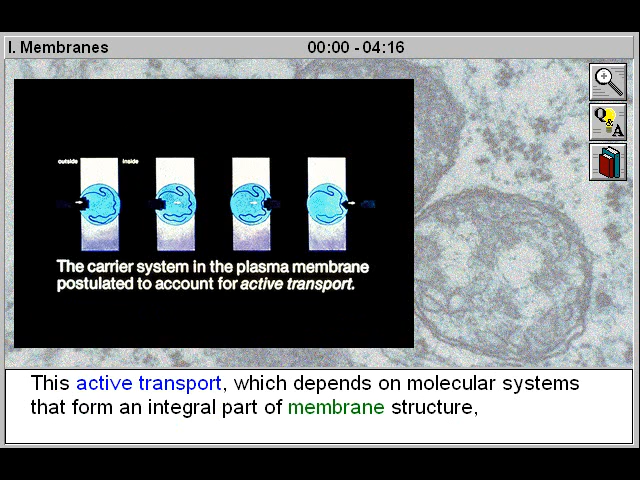 I. Membranes 00:00 - 04:16
outside inside
The carrier system in the plasma membrane
postulated to account for active transport.
Q & A
This active transport, which depends on molecular systems
that form an integral part of membrane structure,